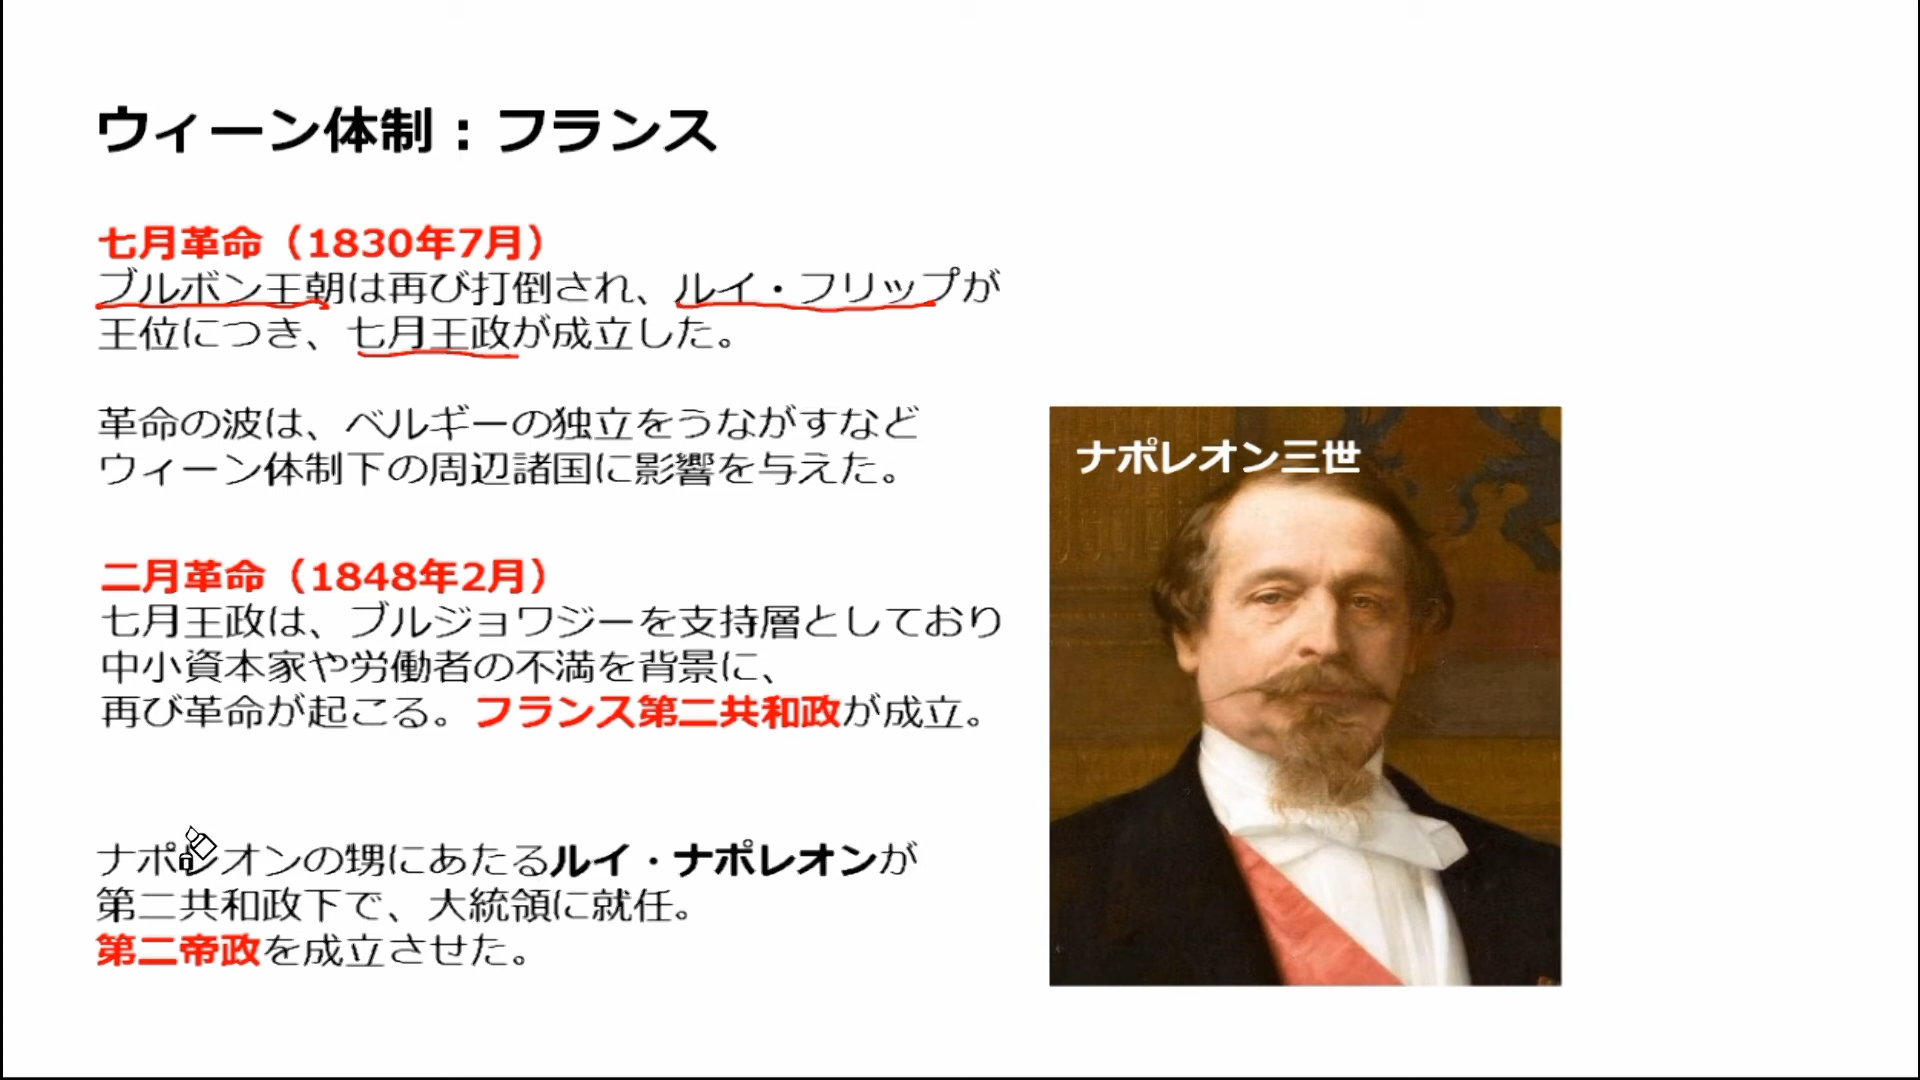 ウィーン体制：フランス
七月革命（1830年7月）
ブルボン王朝は再び打倒され、ルイ・フリップが
王位につき、七月王政が成立した。
革命の波は、ベルギーの独立をうながすなど
ウィーン体制下の周辺諸国に影響を与えた。
二月革命（1848年2月）
七月王政は、ブルジョワジーを支持層としており
中小資本家や労働者の不満を背景に、
再び革命が起こる。フランス第二共和政が成立。
ナポレオンの甥にあたるルイ・ナポレオンが
第二共和政下で、大統領に就任。
第二帝政を成立させた。
ナポレオン三世